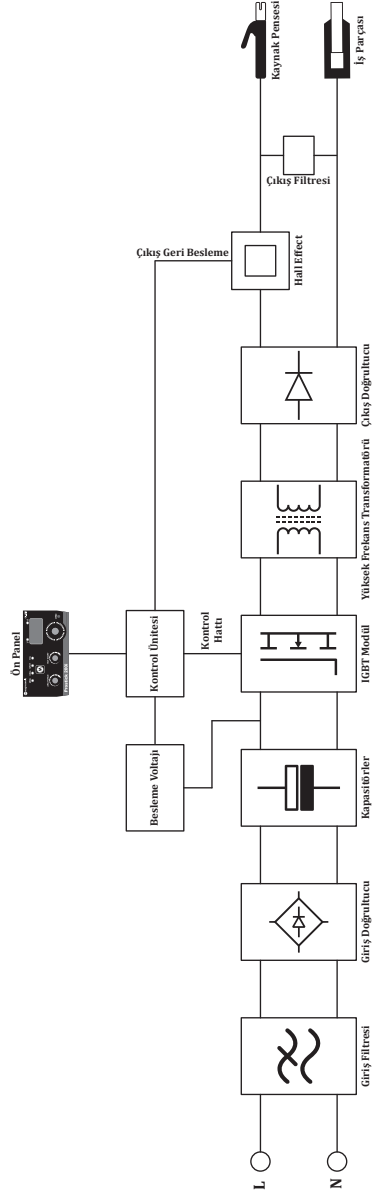 Ön Panel
Besleme Voltajı
Kontrol Ünitesi
Kontrol
Hattı
Çıkış Geri Besleme
L
N
Giriş Filtresi
Giriş Doğrultucu
Kapasitörler
IGBT Modül
Yüksek Frekans Transformatörü
Çıkış Doğrultucu
Hall Effect
Çıkış Filtresi
Kaynak Pensesi
İş Parçası